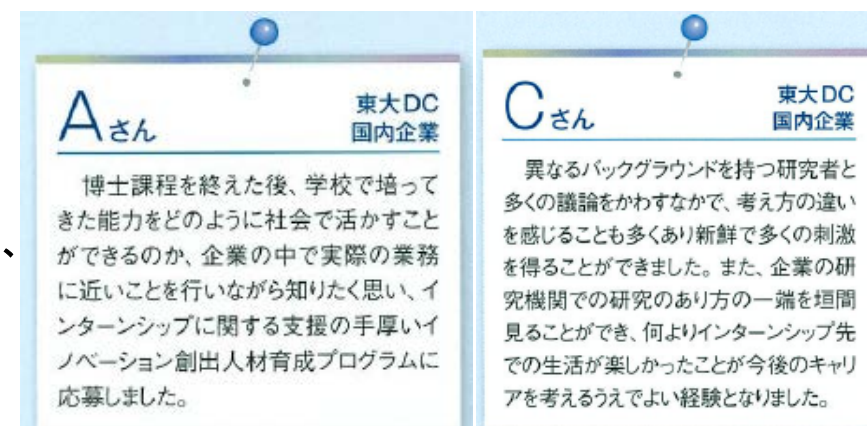 、
Aさん
東大DC
国内企業
博士課程を終えた後、学校で培って
きた能力をどのように社会で活かすこと
ができるのか、企業の中で実際の業務
に近いことを行いながら知りたく思い、イ
ンターンシップに関する支援の手厚いイ
ノベーション創出人材育成プログラムに
応募しました。
Cさん
東大DC
国内企業
異なるバックグラウンドを持つ研究者と
多くの議論をかわすなかで、考え方の違い
を感じることも多くあり新鮮で多くの刺激
を得ることができました。また、企業の研
究機関での研究のあり方の一端を垣間
見ることができ、何よりインターンシップ先
での生活が楽しかったことが今後のキャリ
アを考えるうえでよい経験となりました。